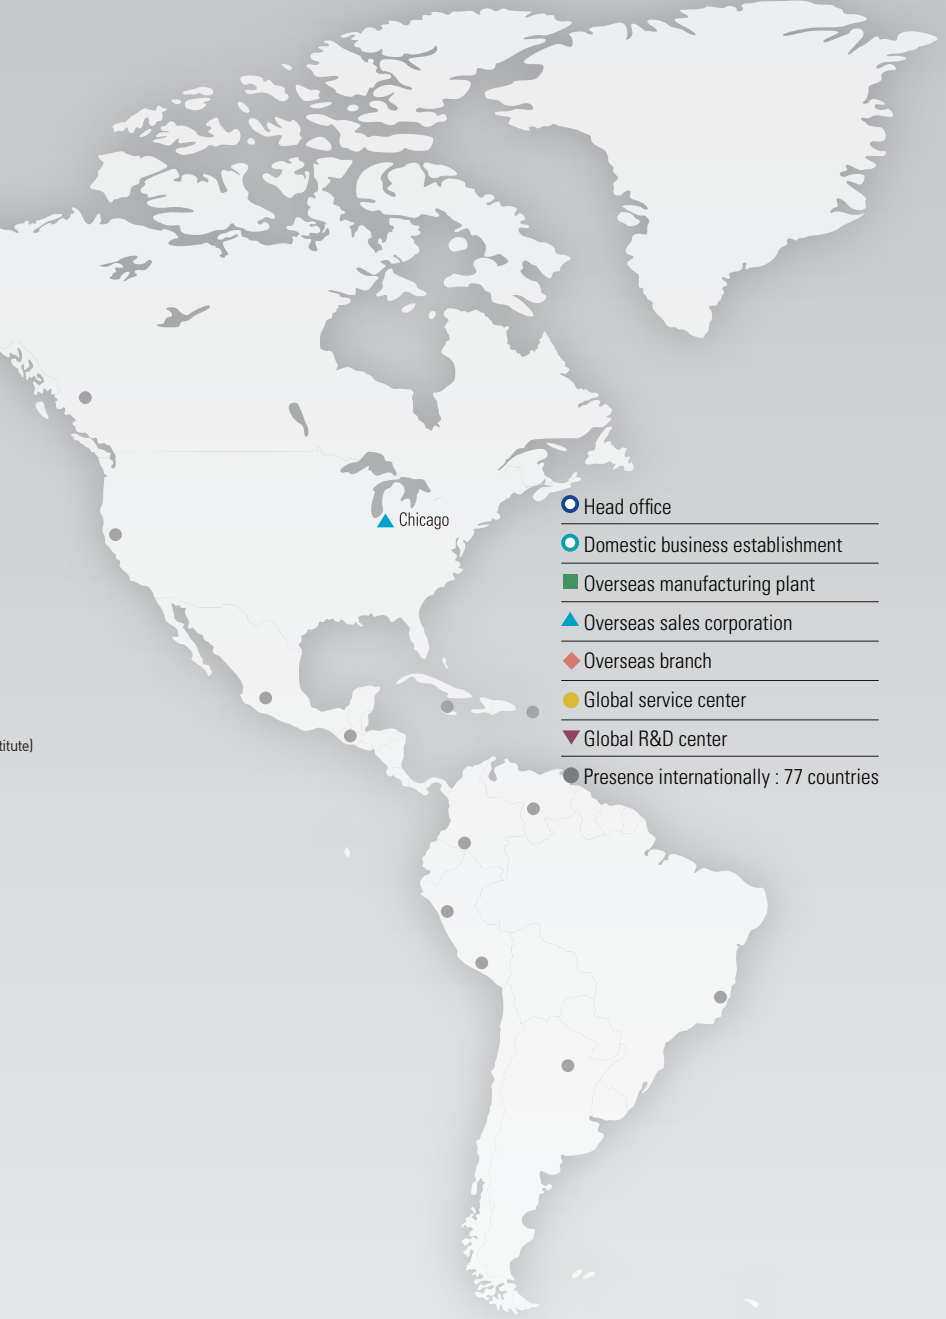 Chicago
Head office
Domestic business establishment
Overseas manufacturing plant
Overseas sales corporation
Overseas branch
Global service center
titute)
Global R&D center
Presence internationally : 77 countries